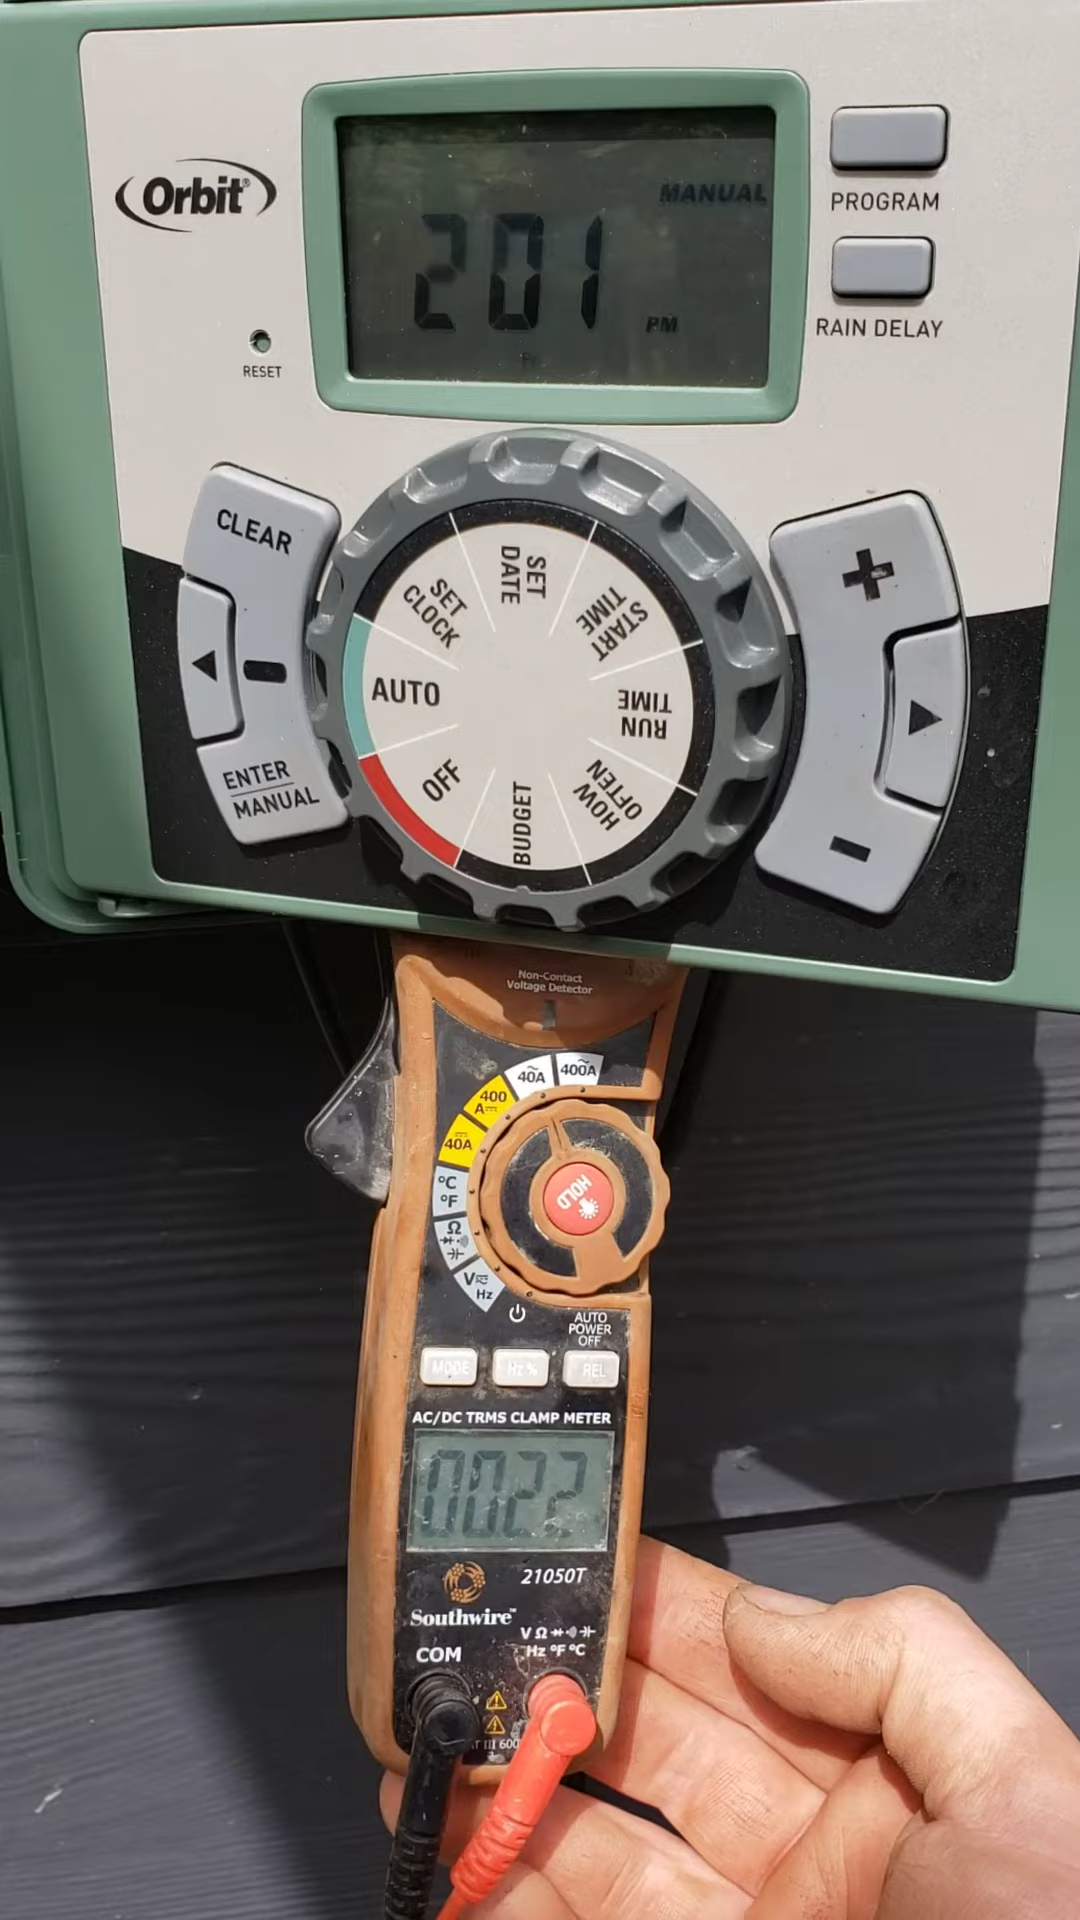 Orbit®
MANUAL
201
PM
PROGRAM
RAIN DELAY
RESET
CLEAR
ENTER
MANUAL
SET
DATE
START
TIME
SET
CLOCK
AUTO
RUN
TIME
OFF
BUDGET
HOW
OFTEN
Non-Contact
Voltage Detector
40A
400A
400
A
40A
°C
°F
Ω
V
Hz
HOLD
AUTO
POWER
OFF
MODE
Hz %
REL
AC/DC TRMS CLAMP METER
0022
21050T
Southwire™
V Ω
COM
Hz °F °C
III 600